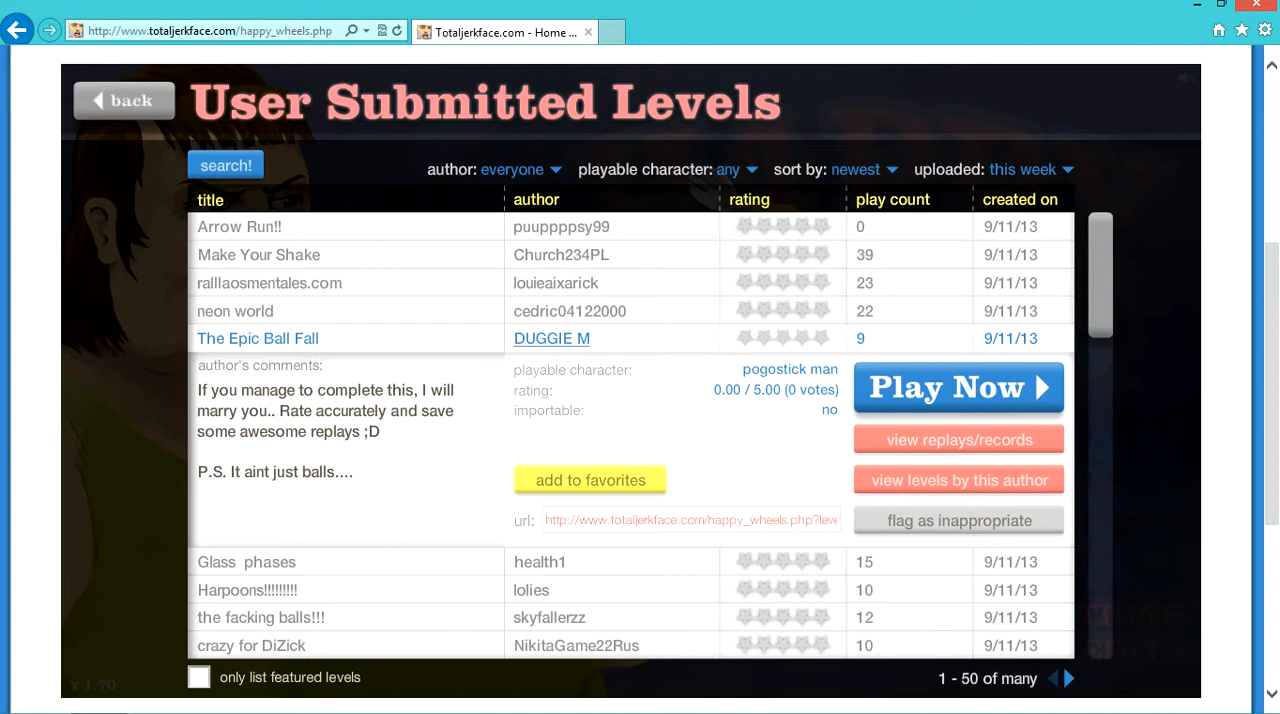 http://www.totaljerkface.com/happy_wheels.php
Totaljerkface.com - Home ...
back
User Submitted Levels
search!
author: everyone playable character: any sort by: newest uploaded: this week
title author rating play count created on
Arrow Run!! puuppppsy99 0 9/11/13
Make Your Shake Church234PL 39 9/11/13
ralllaosmentales.com louieaixarick 23 9/11/13
neon world cedric04122000 22 9/11/13
The Epic Ball Fall DUGGIE M 9 9/11/13
author's comments:
If you manage to complete this, I will
marry you.. Rate accurately and save
some awesome replays ;D
P.S. It aint just balls....
playable character: pogostick man
rating: 0.00 / 5.00 (0 votes)
importable: no
add to favorites
url: http://www.totaljerkface.com/happy_wheels.php?leve
Play Now
view replays/records
view levels by this author
flag as inappropriate
Glass phases health1 15 9/11/13
Harpoons!!!!!!!!! lolies 10 9/11/13
the facking balls!!! skyfallerzz 12 9/11/13
crazy for DiZick NikitaGame22Rus 10 9/11/13
only list featured levels
1 - 50 of many
v 1.70